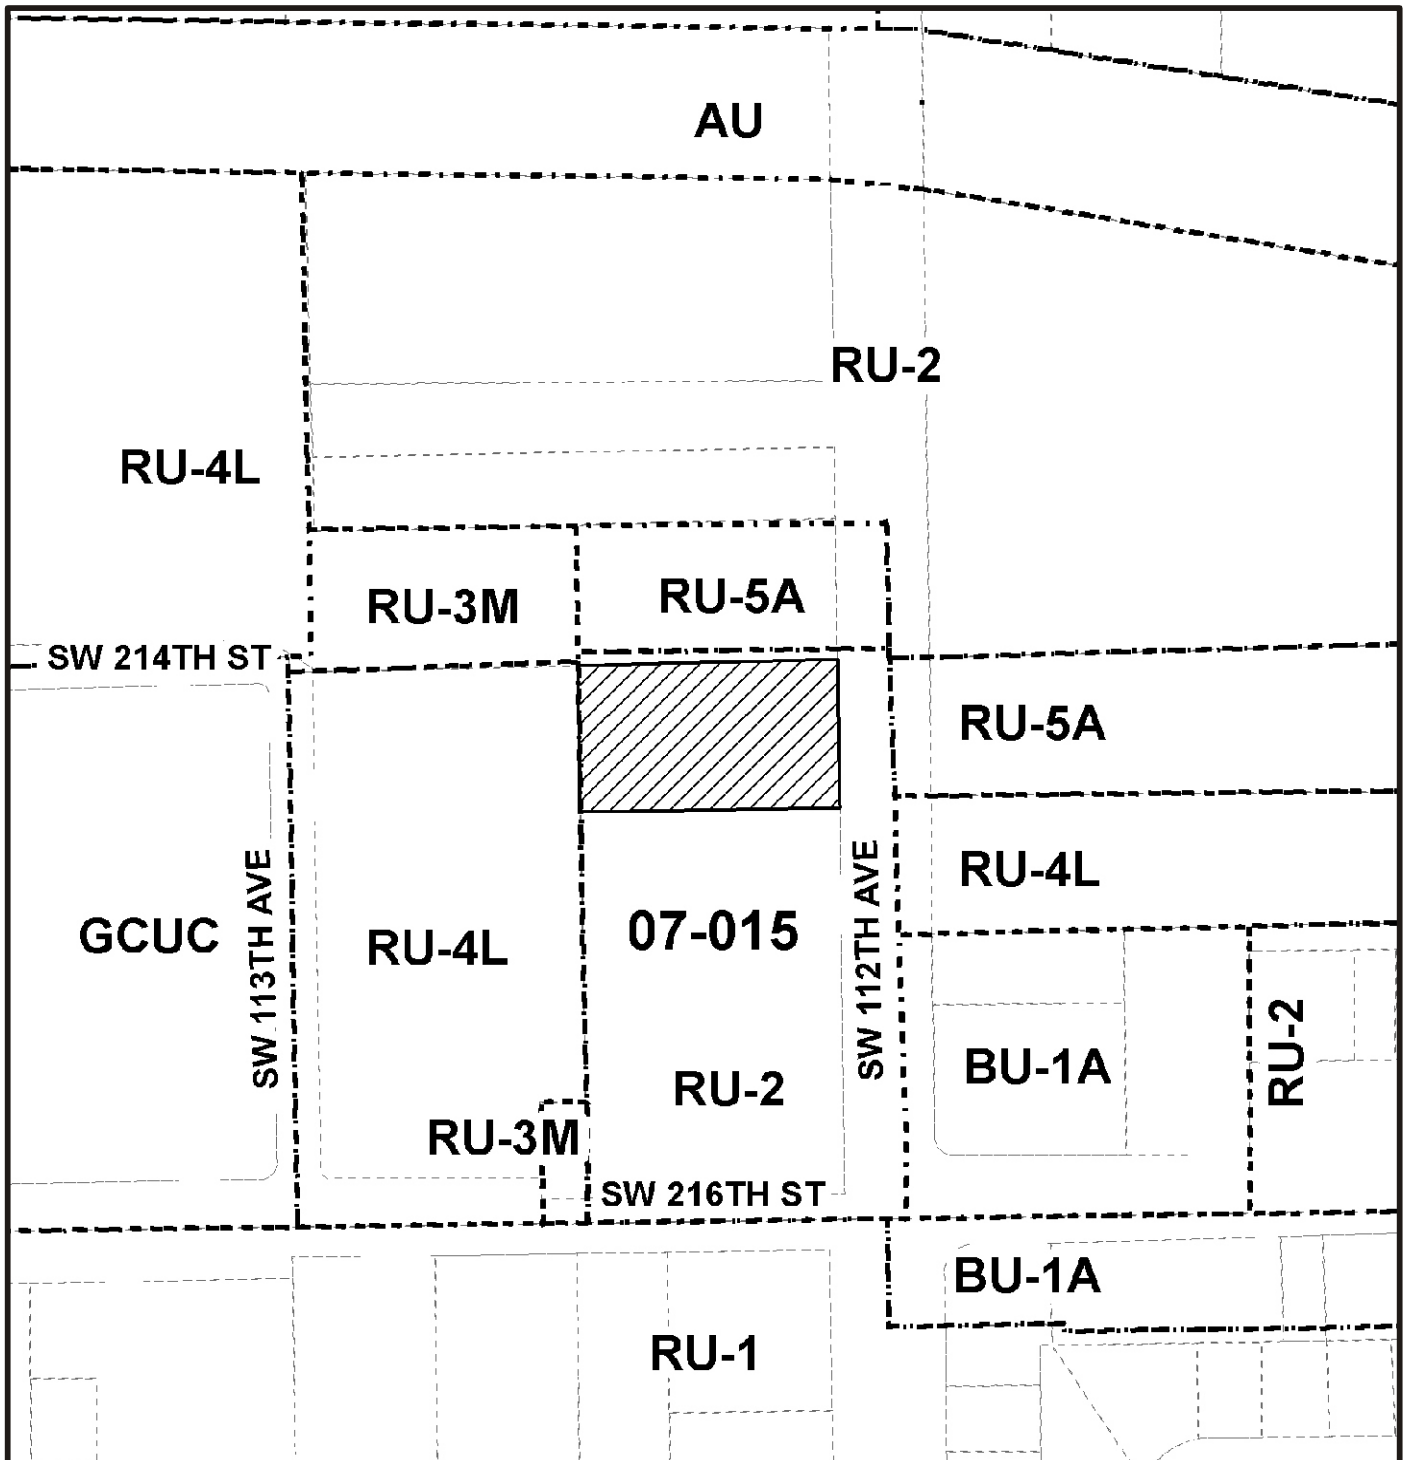 AU
RU-2
RU-4L
RU-3M
RU-5A
SW 214TH ST
RU-5A
RU-4L
GCUC
SW 113TH AVE
RU-4L
07-015
SW 112TH AVE
BU-1A
RU-2
RU-2
RU-3M
SW 216TH ST
BU-1A
RU-1